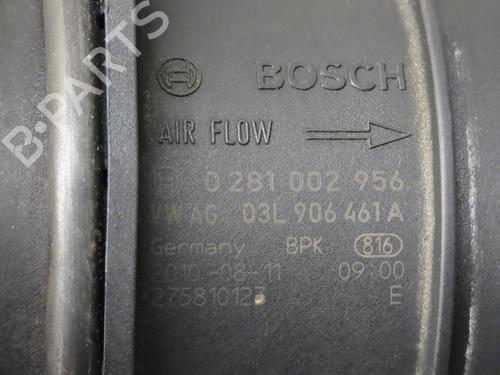 B-PARTS
BOSCH
AIR FLOW
0 281 002 956
VW AG 03L 906 461 A
Germany BPK 816
2010-08-11 09:00
275810123 E